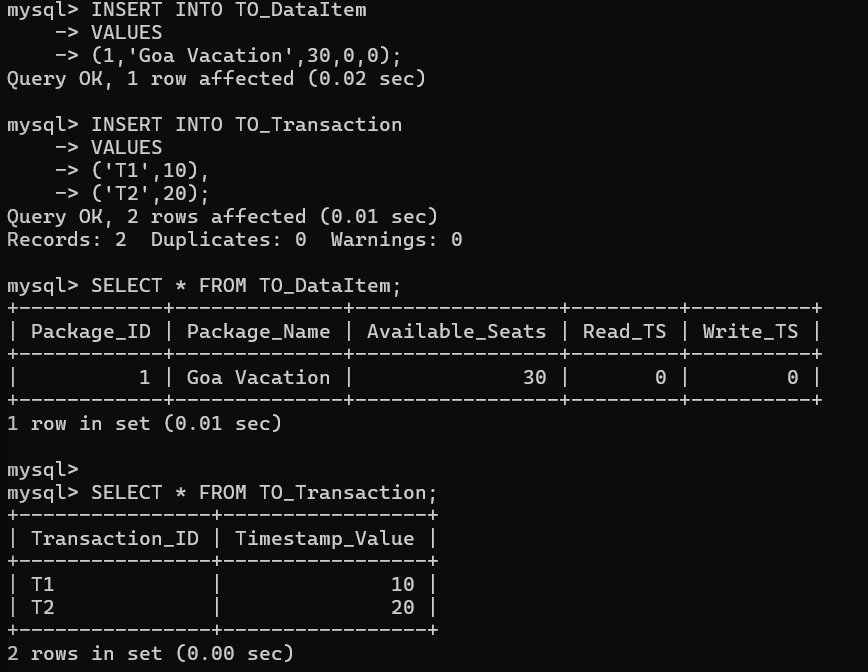 mysql> INSERT INTO TO_DataItem
    -> VALUES
    -> (1,'Goa Vacation',30,0,0);
Query OK, 1 row affected (0.02 sec)

mysql> INSERT INTO TO_Transaction
    -> VALUES
    -> ('T1',10),
    -> ('T2',20);
Query OK, 2 rows affected (0.01 sec)
Records: 2  Duplicates: 0  Warnings: 0

mysql> SELECT * FROM TO_DataItem;
+------------+--------------+-----------------+---------+----------+
| Package_ID | Package_Name | Available_Seats | Read_TS | Write_TS |
+------------+--------------+-----------------+---------+----------+
|          1 | Goa Vacation |              30 |       0 |        0 |
+------------+--------------+-----------------+---------+----------+
1 row in set (0.01 sec)

mysql>
mysql> SELECT * FROM TO_Transaction;
+----------------+-----------------+
| Transaction_ID | Timestamp_Value |
+----------------+-----------------+
| T1             |              10 |
| T2             |              20 |
+----------------+-----------------+
2 rows in set (0.00 sec)